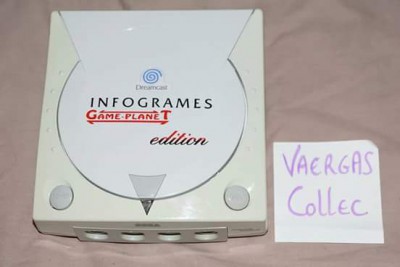 Dreamcast
INFOGRAMES
GAME-PLANET
edition
VAERGAS
COLLEC